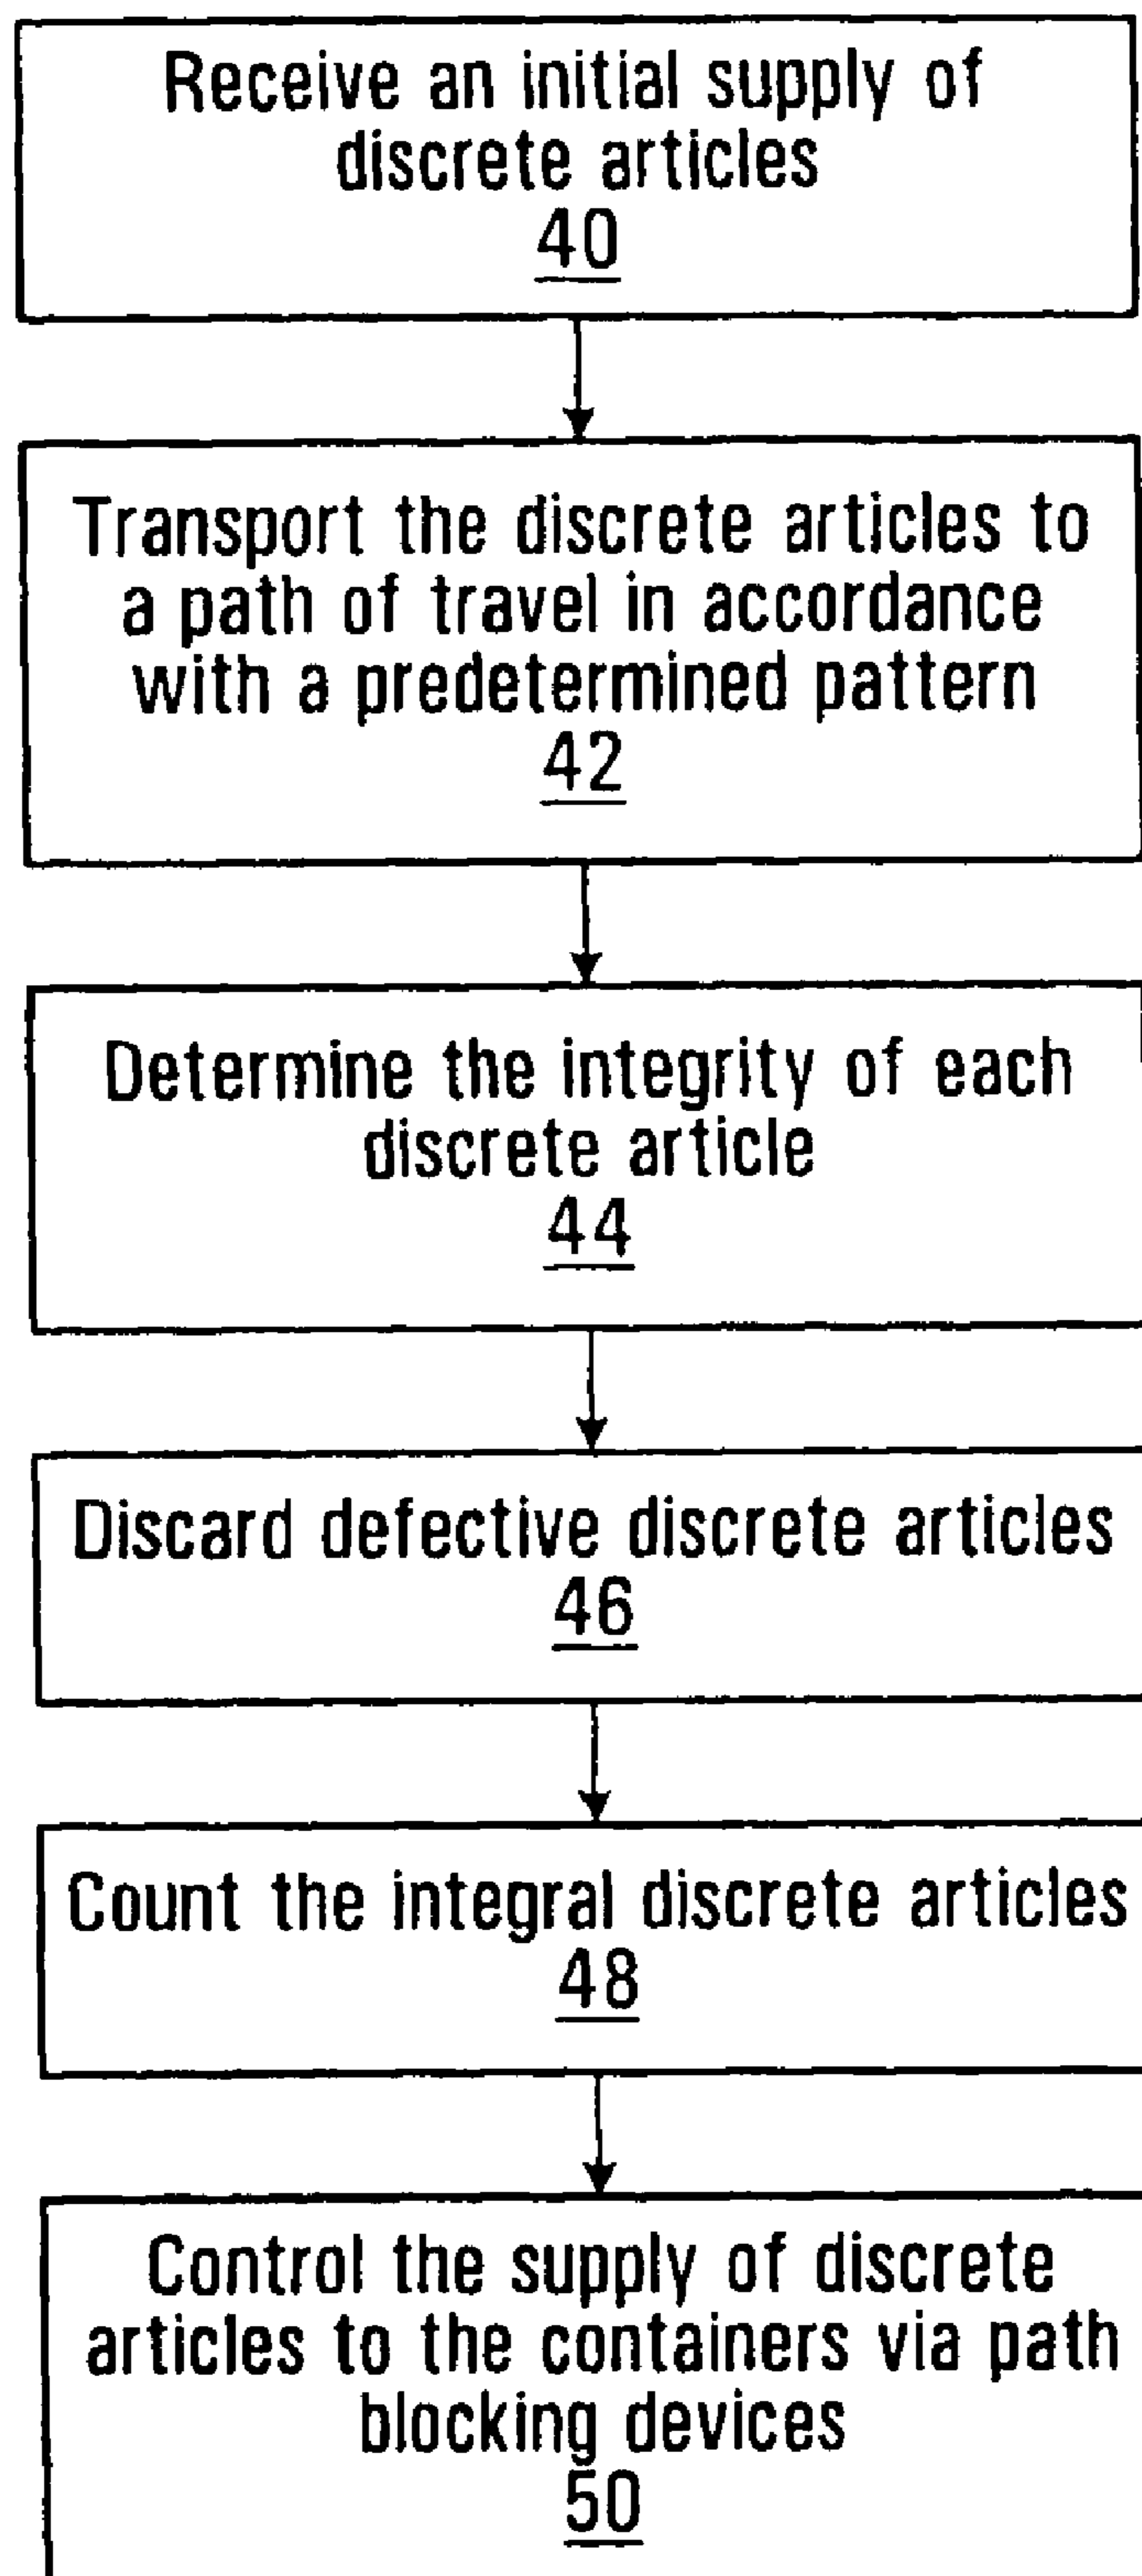 Receive an initial supply of
discrete articles
40
Transport the discrete articles to
a path of travel in accordance
with a predetermined pattern
42
Determine the integrity of each
discrete article
44
Discard defective discrete articles
46
Count the integral discrete articles
48
Control the supply of discrete
articles to the containers via path
blocking devices
50